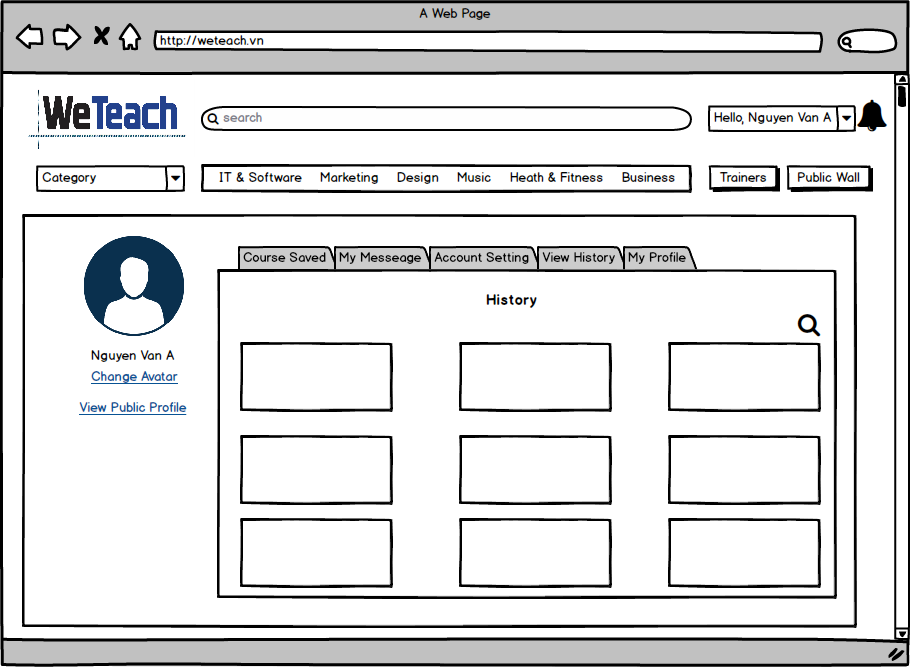 A Web Page
http://weteach.vn
WeTeach
search
Hello, Nguyen Van A
Category
IT & Software Marketing Design Music Heath & Fitness Business
Trainers
Public Wall
Course Saved
My Messeage
Account Setting
View History
My Profile
History
Nguyen Van A
Change Avatar
View Public Profile